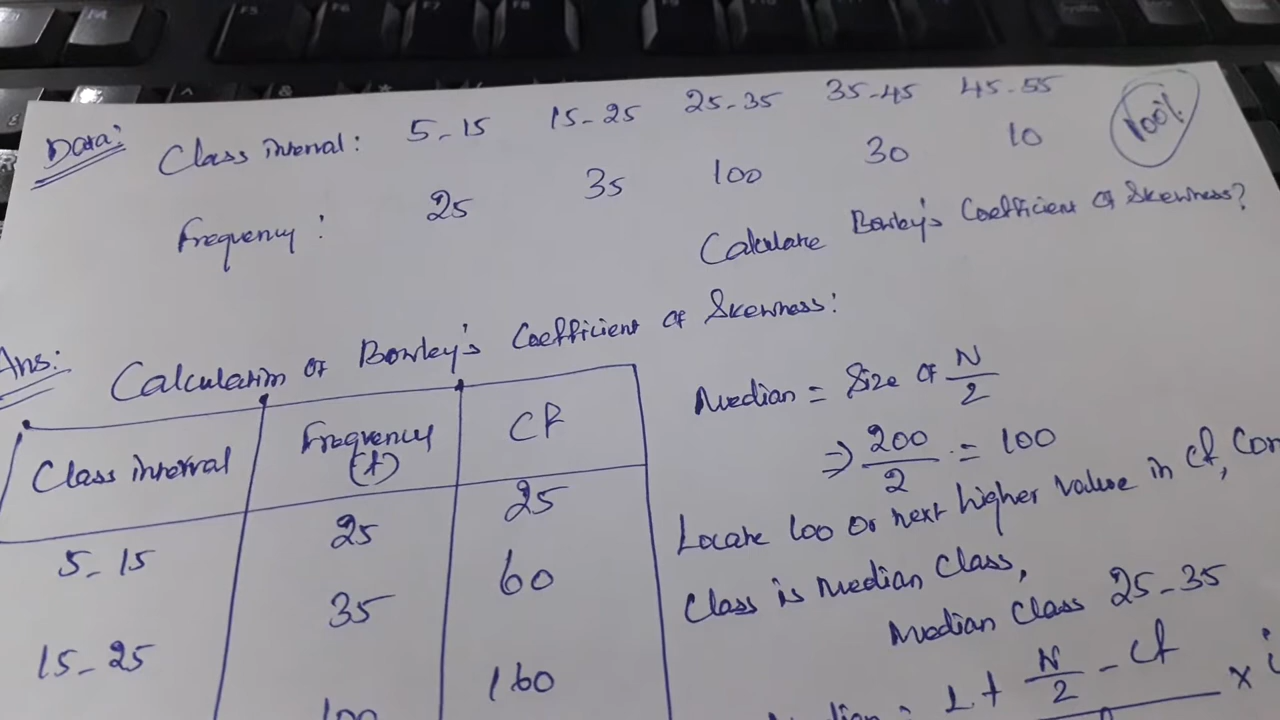 Data: Class interval: 5-15 15-25 25-35 35-45 45-55
Frequency: 25 35 100 30 10
100%
Calculate Bowley's Coefficient of Skewness?
Ans: Calculation of Bowley's Coefficient of Skewness:
Class interval Frequency (f) CF
5-15 25 25
15-25 35 60
100 160
Median = Size of N/2
⇒ 200/2 = 100
Locate 100 or next higher value in cf,
Class is median class,
Median Class 25-35
L + N/2 - cf
× i